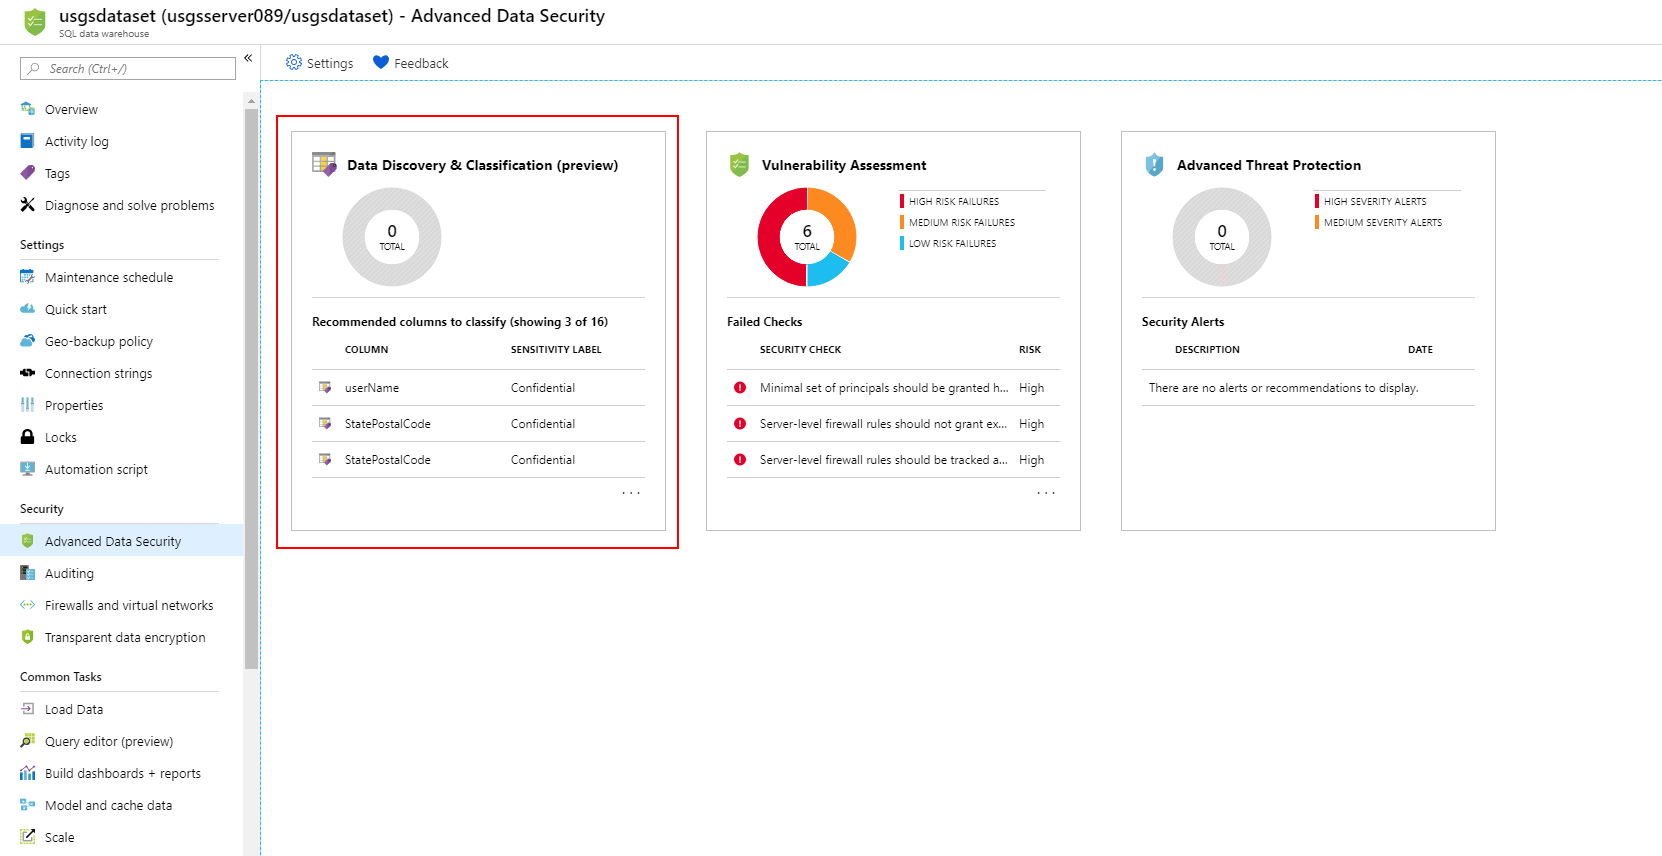 usgsdataset (usgsserver089/usgsdataset) - Advanced Data Security
SQL data warehouse
Search (Ctrl+/)
«
Overview
Activity log
Tags
Diagnose and solve problems
Settings
Maintenance schedule
Quick start
Geo-backup policy
Connection strings
Properties
Locks
Automation script
Security
Advanced Data Security
Auditing
Firewalls and virtual networks
Transparent data encryption
Common Tasks
Load Data
Query editor (preview)
Build dashboards + reports
Model and cache data
Scale
Settings
Feedback
Data Discovery & Classification (preview)
0
TOTAL
Recommended columns to classify (showing 3 of 16)
COLUMN SENSITIVITY LABEL
userName Confidential
StatePostalCode Confidential
StatePostalCode Confidential
...
Vulnerability Assessment
6
TOTAL
HIGH RISK FAILURES
MEDIUM RISK FAILURES
LOW RISK FAILURES
Failed Checks
SECURITY CHECK RISK
Minimal set of principals should be granted h... High
Server-level firewall rules should not grant ex... High
Server-level firewall rules should be tracked a... High
...
Advanced Threat Protection
0
TOTAL
HIGH SEVERITY ALERTS
MEDIUM SEVERITY ALERTS
Security Alerts
DESCRIPTION DATE
There are no alerts or recommendations to display.